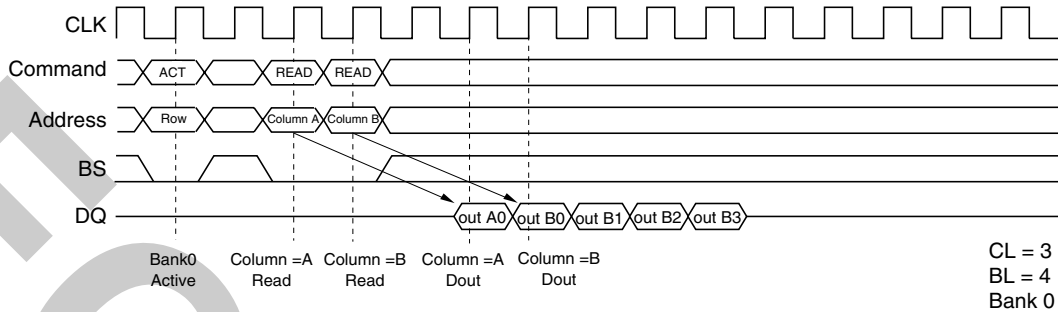 CLK
Command ACT READ READ
Address Row Column A Column B
BS
DQ out A0 out B0 out B1 out B2 out B3
Bank0 Column =A Column =B Column =A Column =B
Active Read Read Dout Dout
CL = 3
BL = 4
Bank 0